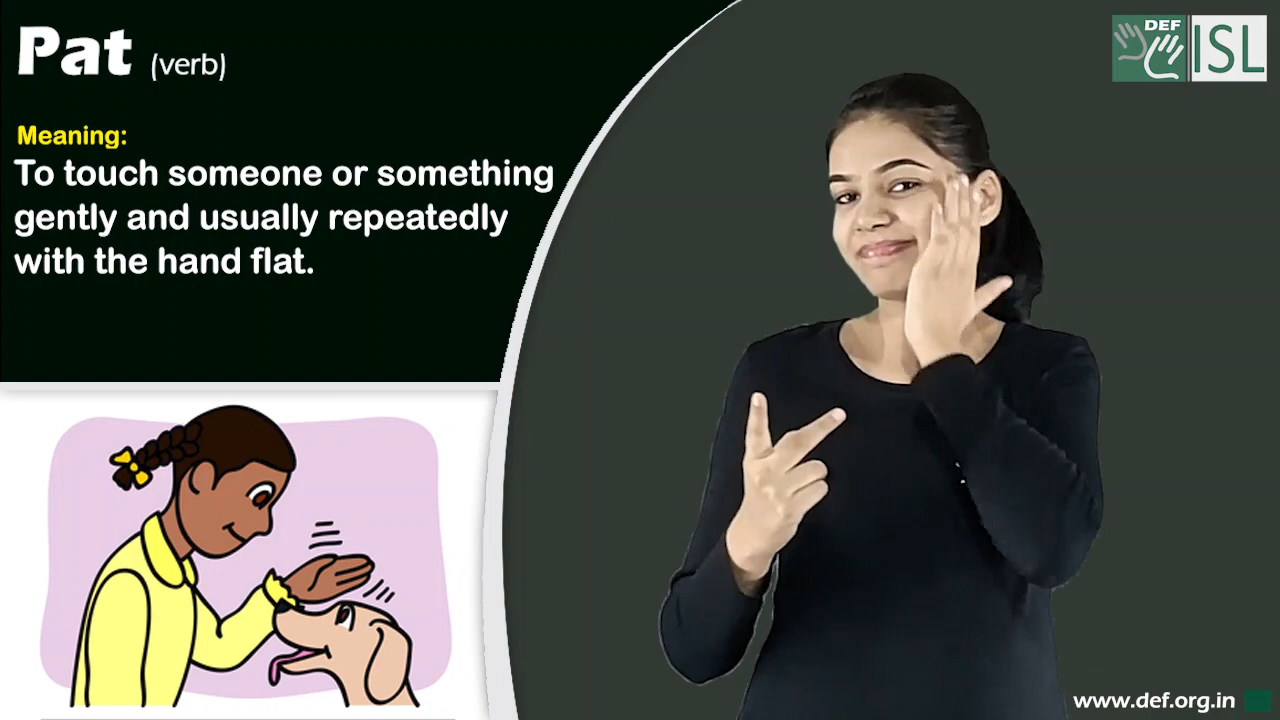 Pat (verb)
Meaning:
To touch someone or something
gently and usually repeatedly
with the hand flat.
DEF
ISL
www.def.org.in